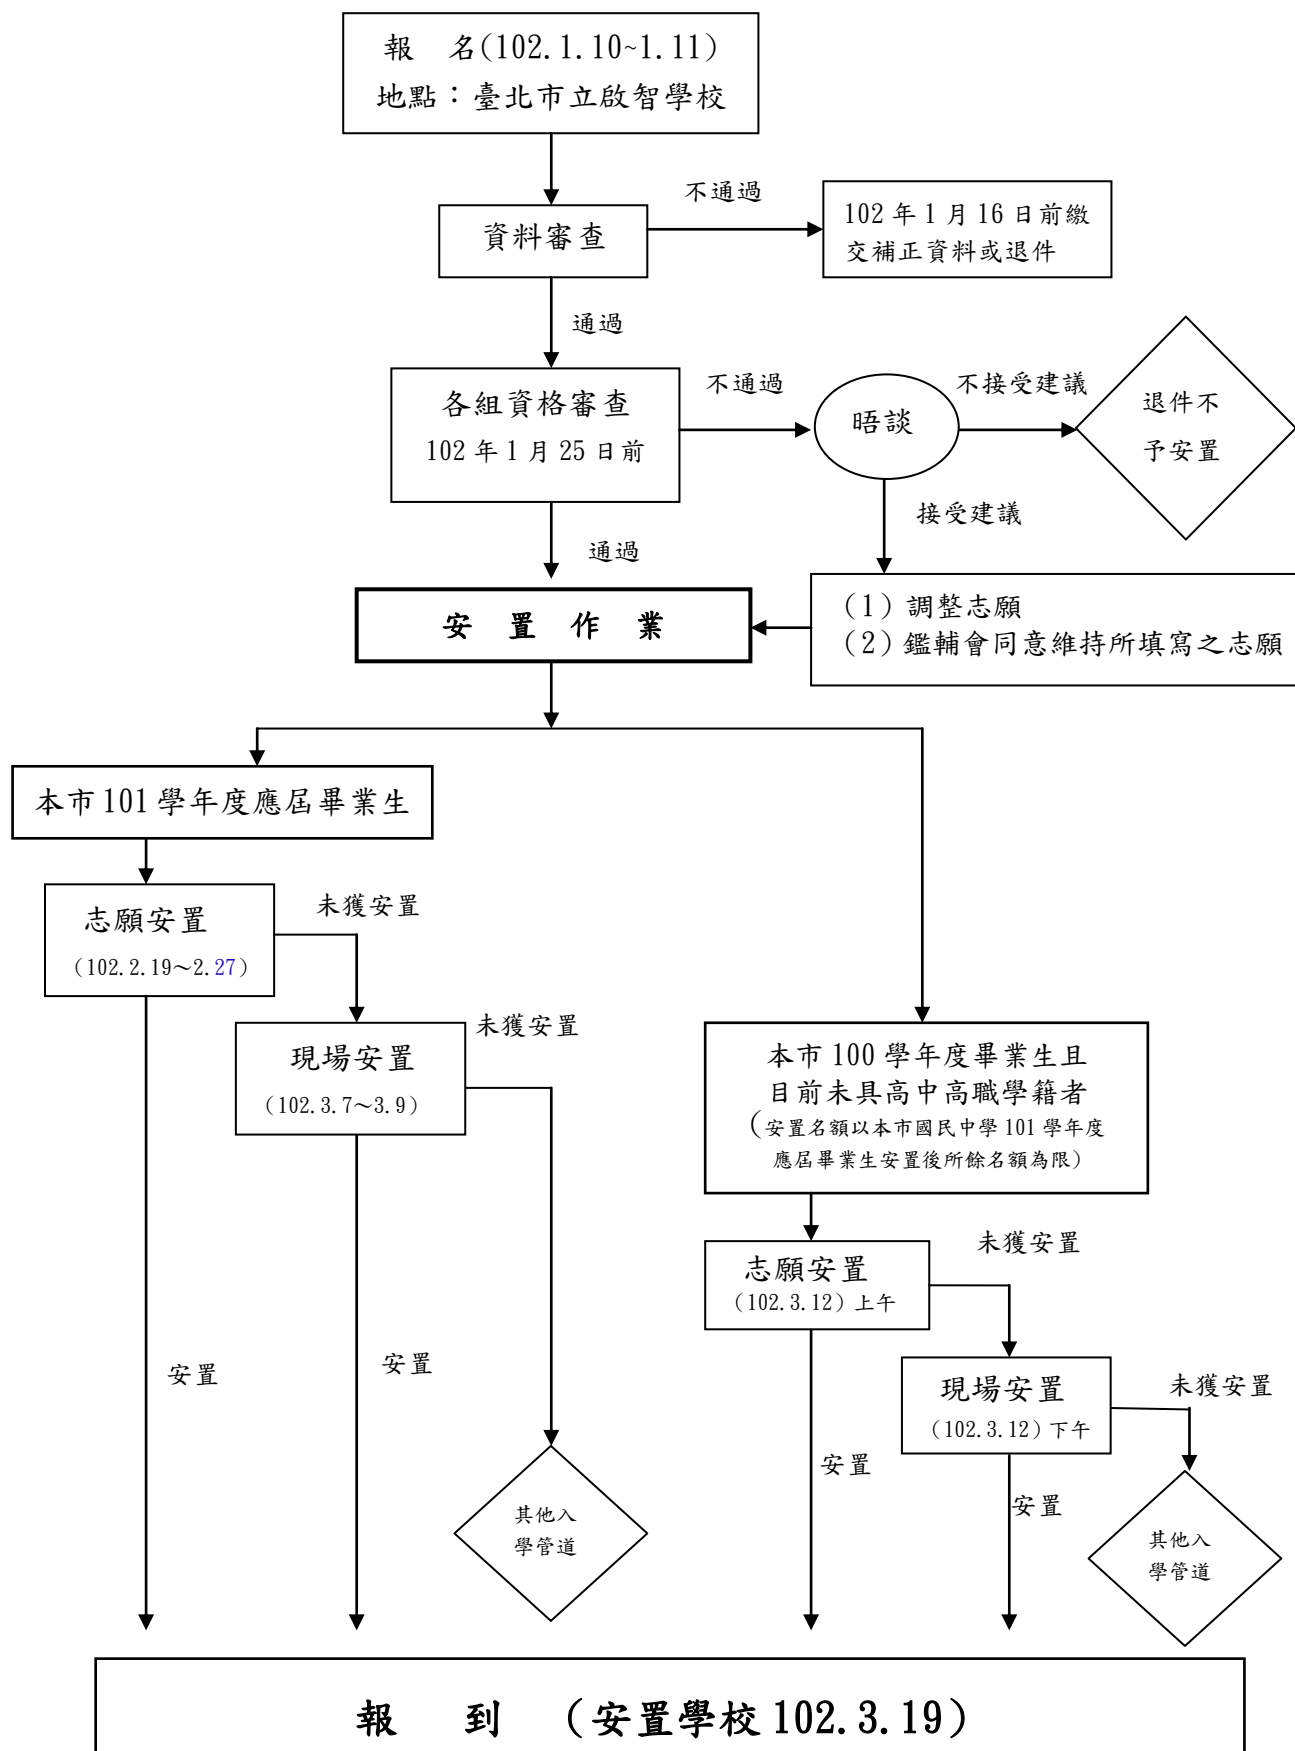 報　名(102.1.10~1.11)
地點：臺北市立啟智學校
不通過
資料審查
102 年 1 月 16 日前繳
交補正資料或退件
通過
各組資格審查
102 年 1 月 25 日前
不通過
晤談
不接受建議
退件不
予安置
接受建議
通過
安 置 作 業
(1) 調整志願
(2) 鑑輔會同意維持所填寫之志願
本市 101 學年度應屆畢業生
志願安置
(102.2.19～2.27)
未獲安置
現場安置
(102.3.7～3.9)
未獲安置
本市 100 學年度畢業生且
目前未具高中高職學籍者
(安置名額以本市國民中學 101 學年度
應屆畢業生安置後所餘名額為限)
志願安置
(102.3.12) 上午
未獲安置
安置
安置
現場安置
(102.3.12) 下午
未獲安置
安置
安置
其他入
學管道
其他入
學管道
報　到　(安置學校 102.3.19)